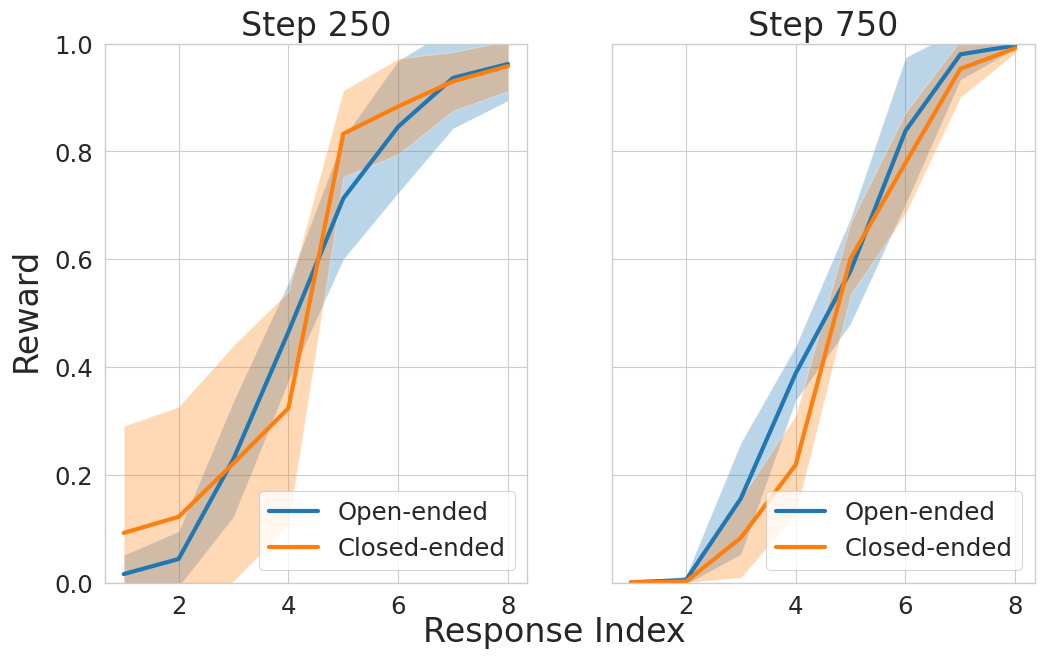 Step 250
Step 750
Reward
1.0
0.8
0.6
0.4
0.2
0.0
Open-ended
Closed-ended
Open-ended
Closed-ended
2 4 6 8
2 4 6 8
Response Index